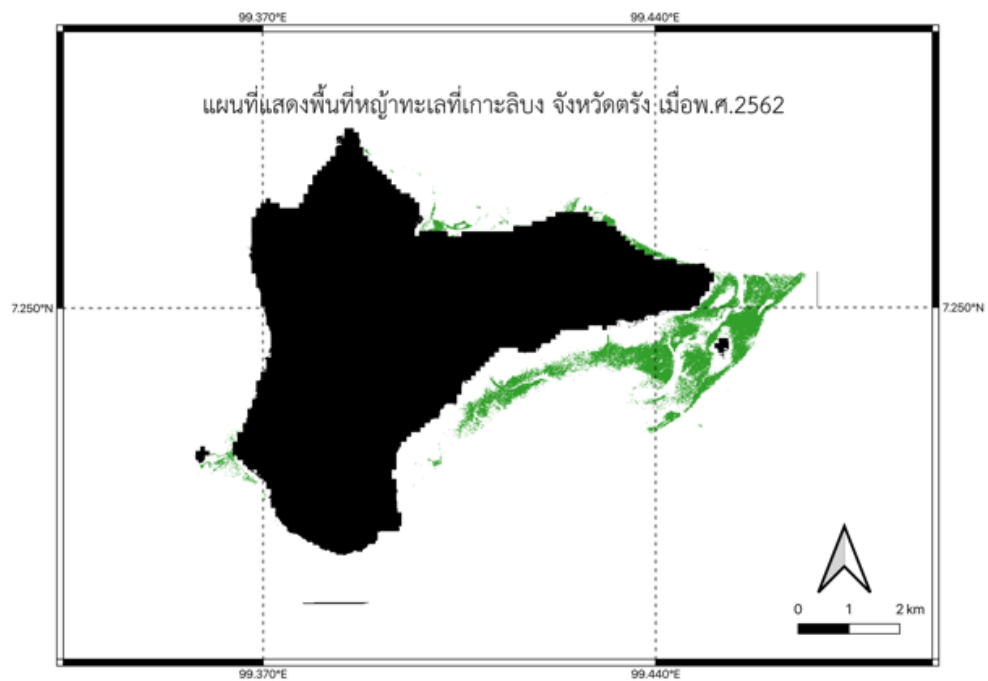 99.370°E 99.440°E
แผนที่แสดงพื้นที่หญ้าทะเลที่เกาะลิบง จังหวัดตรัง เมื่อพ.ศ.2562
7.250°N 7.250°N
0 1 2 km
99.370°E 99.440°E